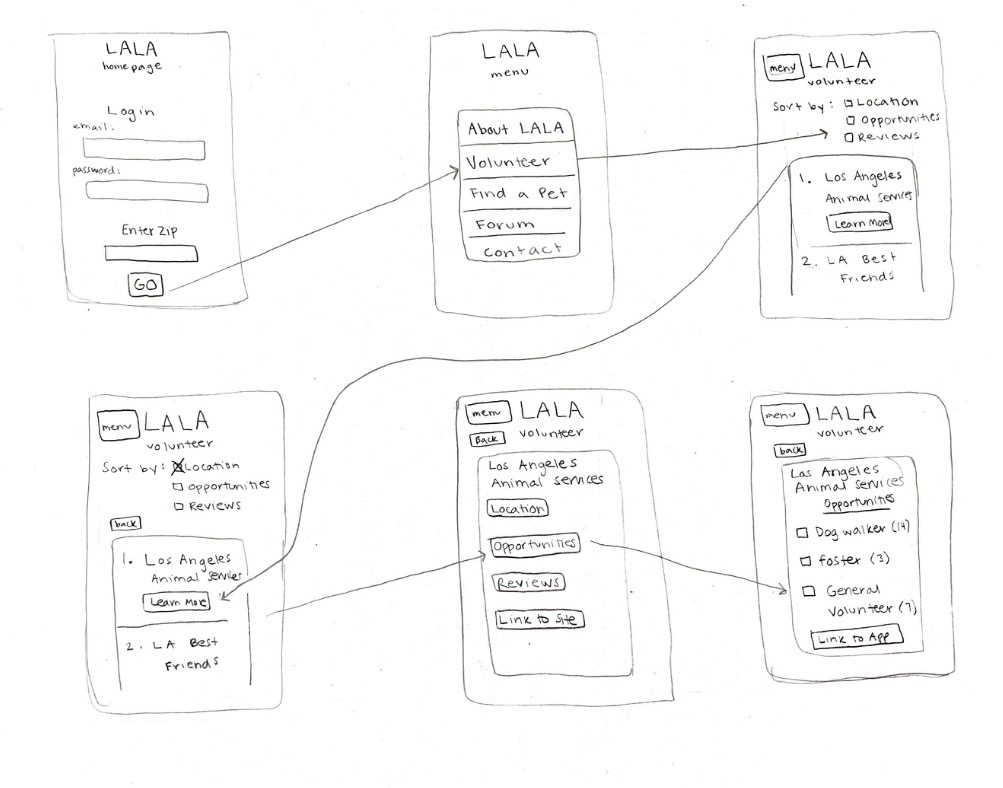 LALA
homepage
Login
email:
password:
Enter Zip
GO
LALA
menu
About LALA
Volunteer
Find a Pet
Forum
Contact
menu LALA
volunteer
Sort by: Location
Opportunities
Reviews
1. Los Angeles
Animal Services
Learn More
2. LA Best
Friends
menu LALA
volunteer
Sort by: Location
Opportunities
Reviews
back
1. Los Angeles
Animal Services
Learn More
2. LA Best
Friends
menu LALA
Back volunteer
Los Angeles
Animal Services
Location
Opportunities
Reviews
Link to Site
menu LALA
volunteer
back
Los Angeles
Animal Services
Opportunities
Dog walker (14)
foster (3)
General
Volunteer (7)
Link to App